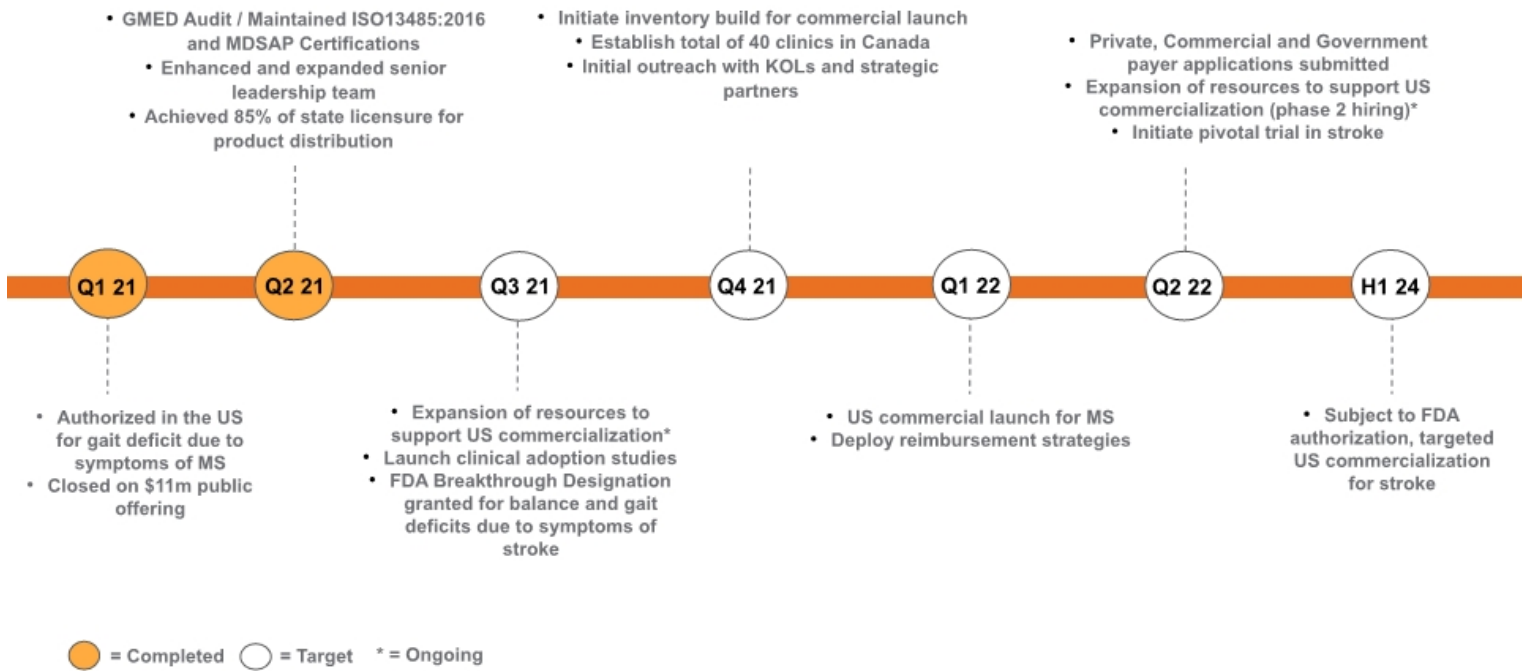 • GMED Audit / Maintained ISO13485:2016
and MDSAP Certifications
• Enhanced and expanded senior
leadership team
• Achieved 85% of state licensure for
product distribution
• Initiate inventory build for commercial launch
• Establish total of 40 clinics in Canada
• Initial outreach with KOLs and strategic
partners
• Private, Commercial and Government
payer applications submitted
• Expansion of resources to support US
commercialization (phase 2 hiring)*
• Initiate pivotal trial in stroke
Q1 21
Q2 21
Q3 21
Q4 21
Q1 22
Q2 22
H1 24
• Authorized in the US
for gait deficit due to
symptoms of MS
• Closed on $11m public
offering
• Expansion of resources to
support US commercialization*
• Launch clinical adoption studies
• FDA Breakthrough Designation
granted for balance and gait
deficits due to symptoms of
stroke
• US commercial launch for MS
• Deploy reimbursement strategies
• Subject to FDA
authorization, targeted
US commercialization
for stroke
= Completed
= Target
* = Ongoing